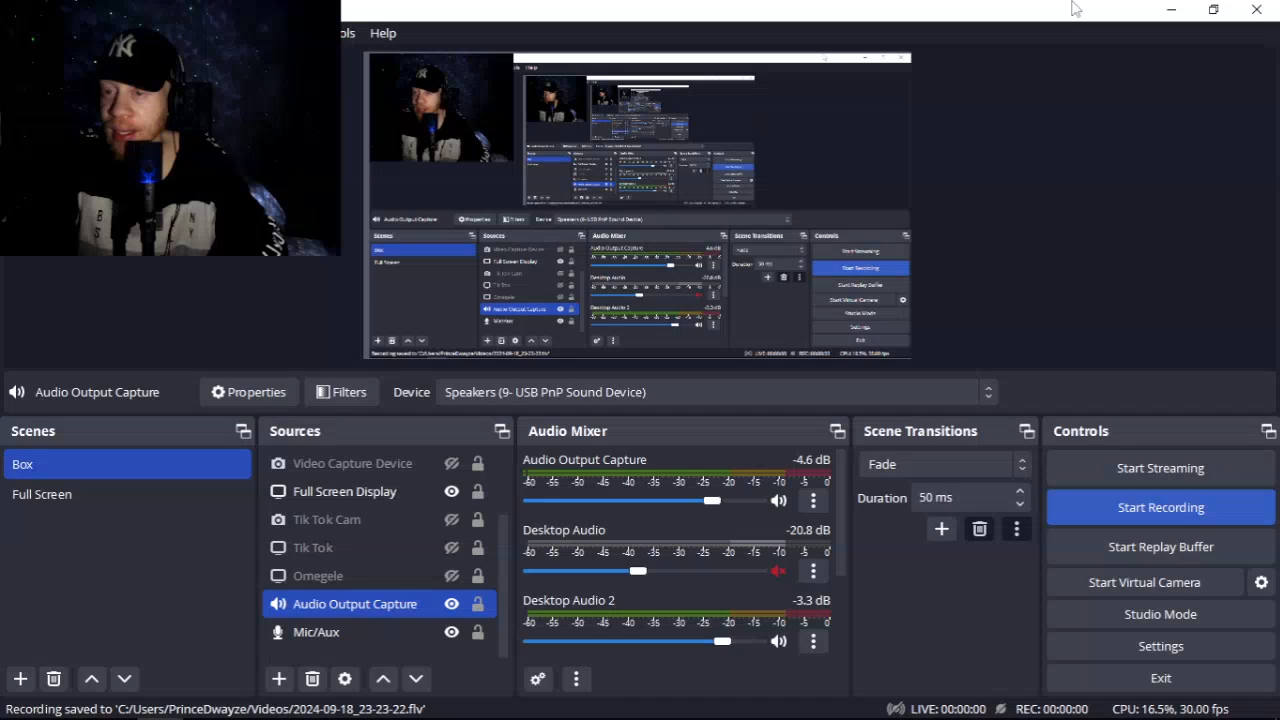 ols Help
Audio Output Capture Properties Filters Device Speakers (9- USB PnP Sound Device)
Scenes
Box
Full Screen
Sources
Video Capture Device
Full Screen Display
Tik Tok Cam
Tik Tok
Omegele
Audio Output Capture
Mic/Aux
Audio Mixer
Audio Output Capture -4.6 dB
-60 -55 -50 -45 -40 -35 -30 -25 -20 -15 -10 -5 0
Desktop Audio -20.8 dB
-60 -55 -50 -45 -40 -35 -30 -25 -20 -15 -10 -5 0
Desktop Audio 2 -3.3 dB
-60 -55 -50 -45 -40 -35 -30 -25 -20 -15 -10 -5 0
Scene Transitions
Fade
Duration 50 ms
Controls
Start Streaming
Start Recording
Start Replay Buffer
Start Virtual Camera
Studio Mode
Settings
Exit
Recording saved to 'C:/Users/PrinceDwayze/Videos/2024-09-18_23-23-22.flv' LIVE: 00:00:00 REC: 00:00:00 CPU: 16.5%, 30.00 fps